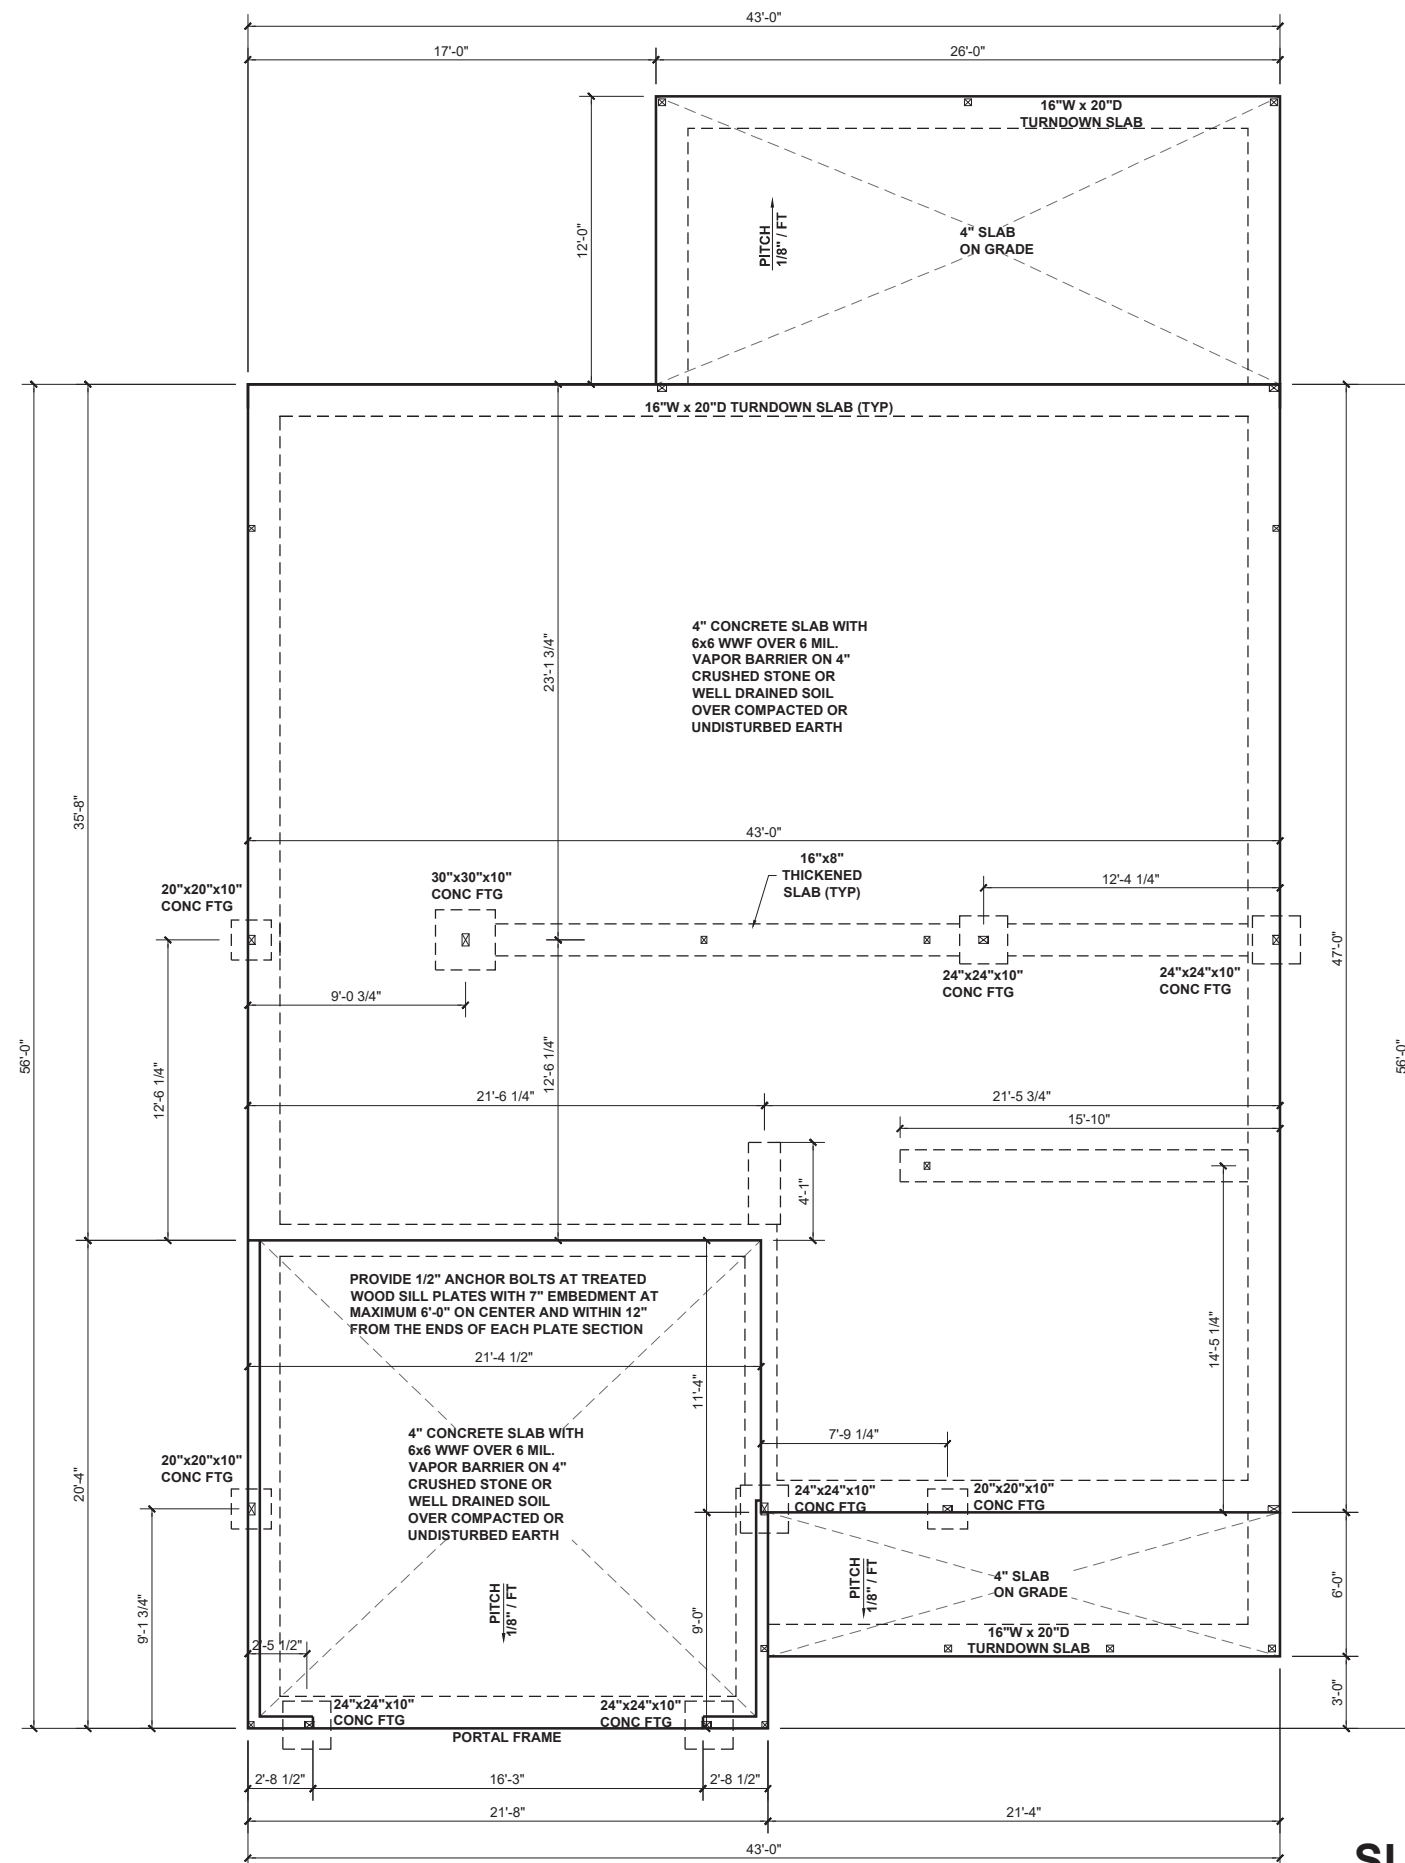 43'-0"
17'-0"
26'-0"
16"W x 20"D
TURNDOWN SLAB
12'-0"
PITCH
1/8" / FT
4" SLAB
ON GRADE
16"W x 20"D TURNDOWN SLAB (TYP)
4" CONCRETE SLAB WITH
6x6 WWF OVER 6 MIL.
VAPOR BARRIER ON 4"
CRUSHED STONE OR
WELL DRAINED SOIL
OVER COMPACTED OR
UNDISTURBED EARTH
23'-1 3/4"
35'-8"
43'-0"
16"x8"
THICKENED
SLAB (TYP)
12'-4 1/4"
20"x20"x10"
CONC FTG
30"x30"x10"
CONC FTG
24"x24"x10"
CONC FTG
24"x24"x10"
CONC FTG
47'-0"
9'-0 3/4"
56'-0"
56'-0"
12'-6 1/4"
12'-6 1/4"
21'-6 1/4"
21'-5 3/4"
15'-10"
4'-1"
PROVIDE 1/2" ANCHOR BOLTS AT TREATED
WOOD SILL PLATES WITH 7" EMBEDMENT AT
MAXIMUM 6'-0" ON CENTER AND WITHIN 12"
FROM THE ENDS OF EACH PLATE SECTION
21'-4 1/2"
11'-4"
14'-5 1/4"
7'-9 1/4"
4" CONCRETE SLAB WITH
6x6 WWF OVER 6 MIL.
VAPOR BARRIER ON 4"
CRUSHED STONE OR
WELL DRAINED SOIL
OVER COMPACTED OR
UNDISTURBED EARTH
20"x20"x10"
CONC FTG
20'-4"
24"x24"x10"
CONC FTG
20"x20"x10"
CONC FTG
PITCH
1/8" / FT
PITCH
1/8" / FT
4" SLAB
ON GRADE
6'-0"
9'-1 3/4"
9'-0"
2'-5 1/2"
16"W x 20"D
TURNDOWN SLAB
3'-0"
24"x24"x10"
CONC FTG
24"x24"x10"
CONC FTG
PORTAL FRAME
2'-8 1/2"
16'-3"
2'-8 1/2"
21'-8"
21'-4"
43'-0"